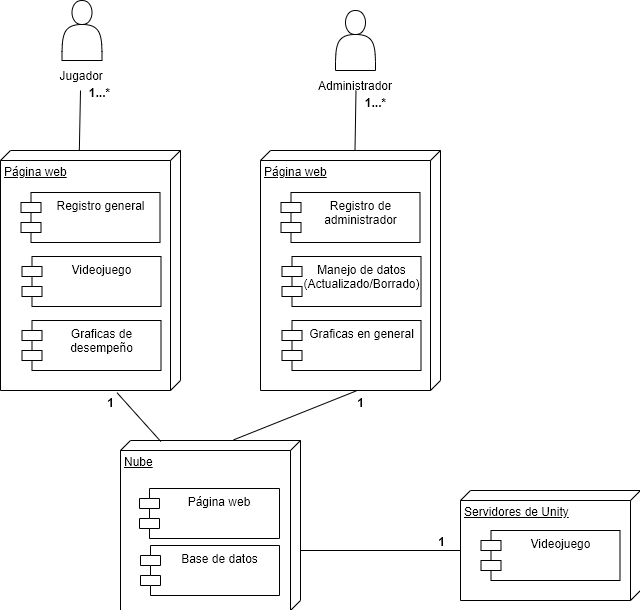 Jugador
1...*
Administrador
1...*
Página web
Registro general
Videojuego
Graficas de
desempeño
1
Página web
Registro de
administrador
Manejo de datos
(Actualizado/Borrado)
Graficas en general
1
Nube
Página web
Base de datos
1
Servidores de Unity
Videojuego